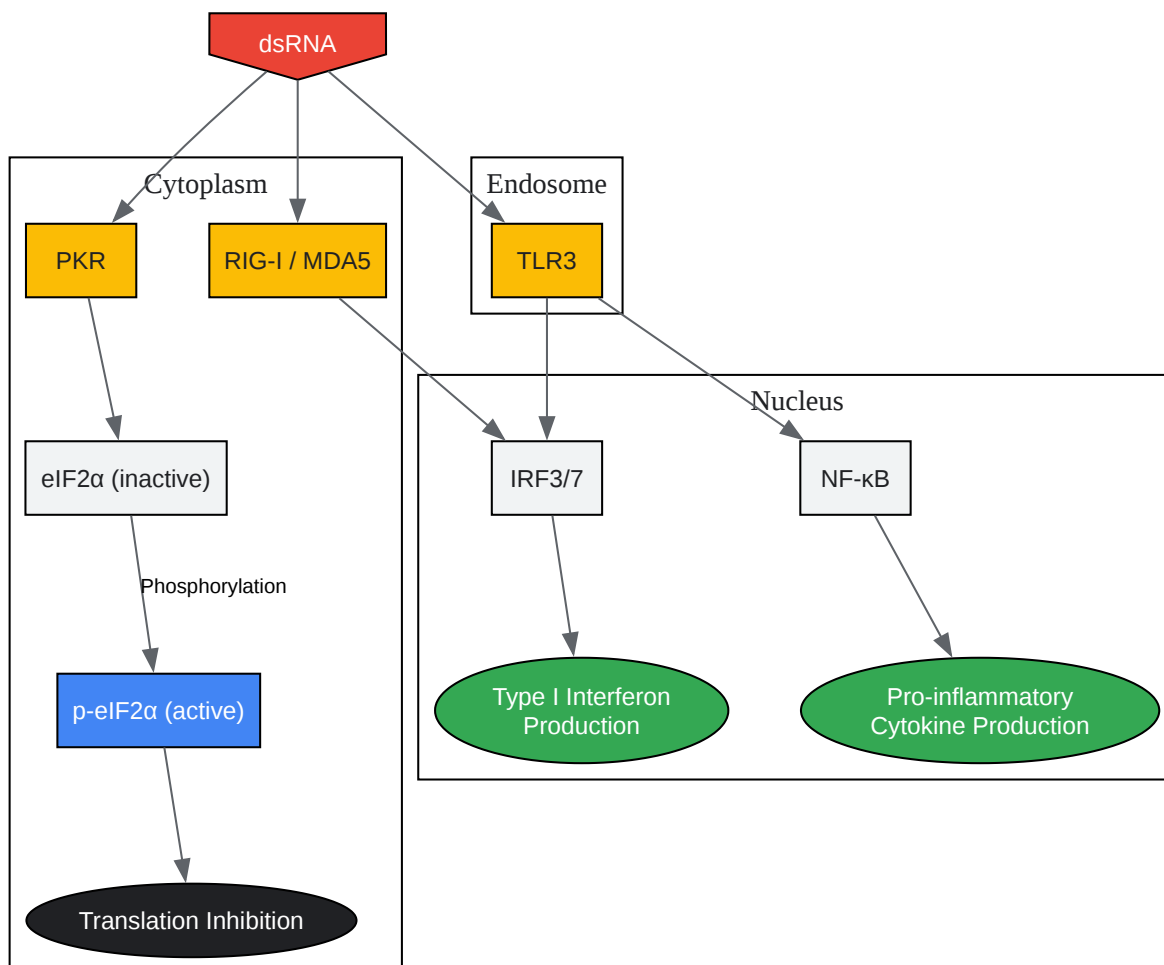 dsRNA
Cytoplasm
Endosome
PKR
RIG-I / MDA5
TLR3
Nucleus
eIF2α (inactive)
IRF3/7
NF-κB
Phosphorylation
p-eIF2α (active)
Type I Interferon
Production
Pro-inflammatory
Cytokine Production
Translation Inhibition